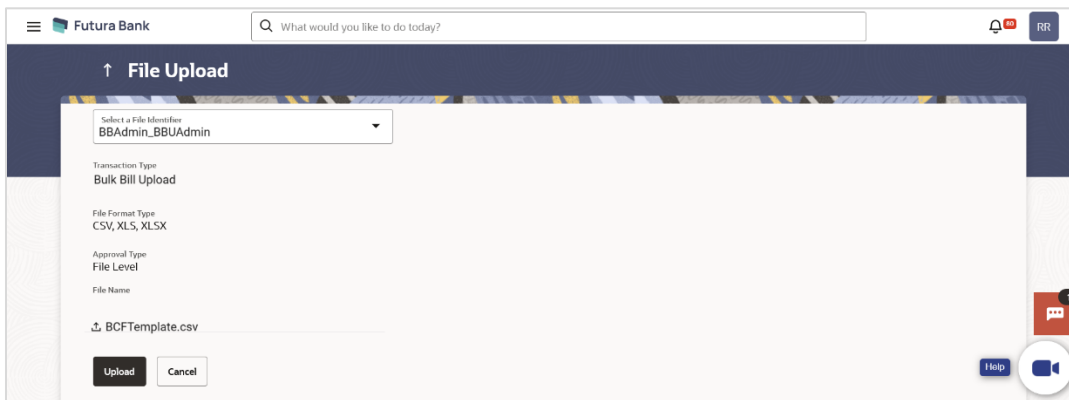 Futura Bank
What would you like to do today?
80
RR
↑ File Upload
Select a File Identifier
BBAdmin_BBUAdmin
Transaction Type
Bulk Bill Upload
File Format Type
CSV, XLS, XLSX
Approval Type
File Level
File Name
BCFTemplate.csv
Upload Cancel
Help